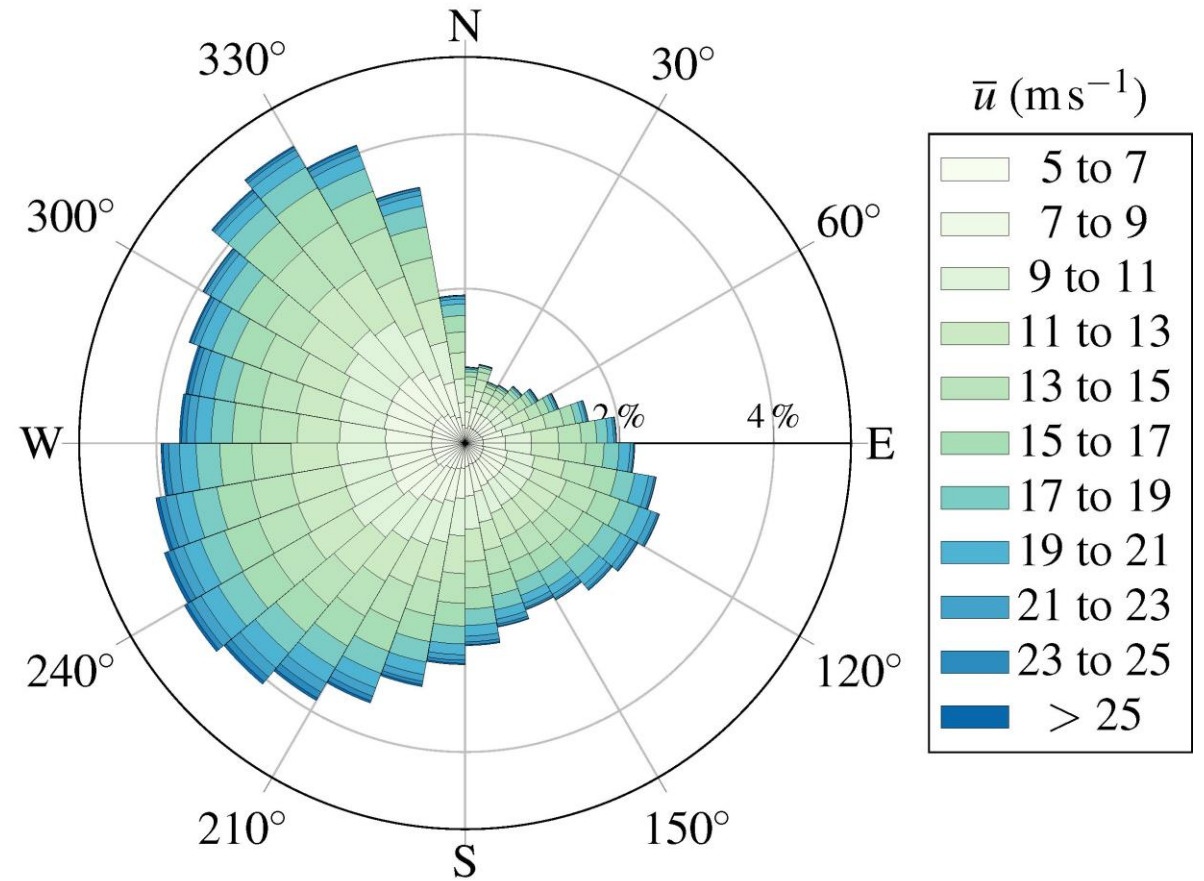 N
330°
30°
300°
60°
2%
4%
W
E
240°
120°
210°
150°
S
u̅ (m s⁻¹)
5 to 7
7 to 9
9 to 11
11 to 13
13 to 15
15 to 17
17 to 19
19 to 21
21 to 23
23 to 25
> 25